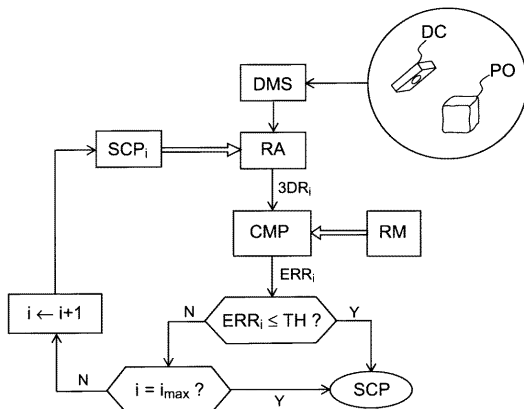 DC
PO
DMS
SCPi
RA
3DRi
CMP
RM
ERRi
i ← i+1
N
ERRi ≤ TH ?
Y
N
i = imax ?
Y
SCP